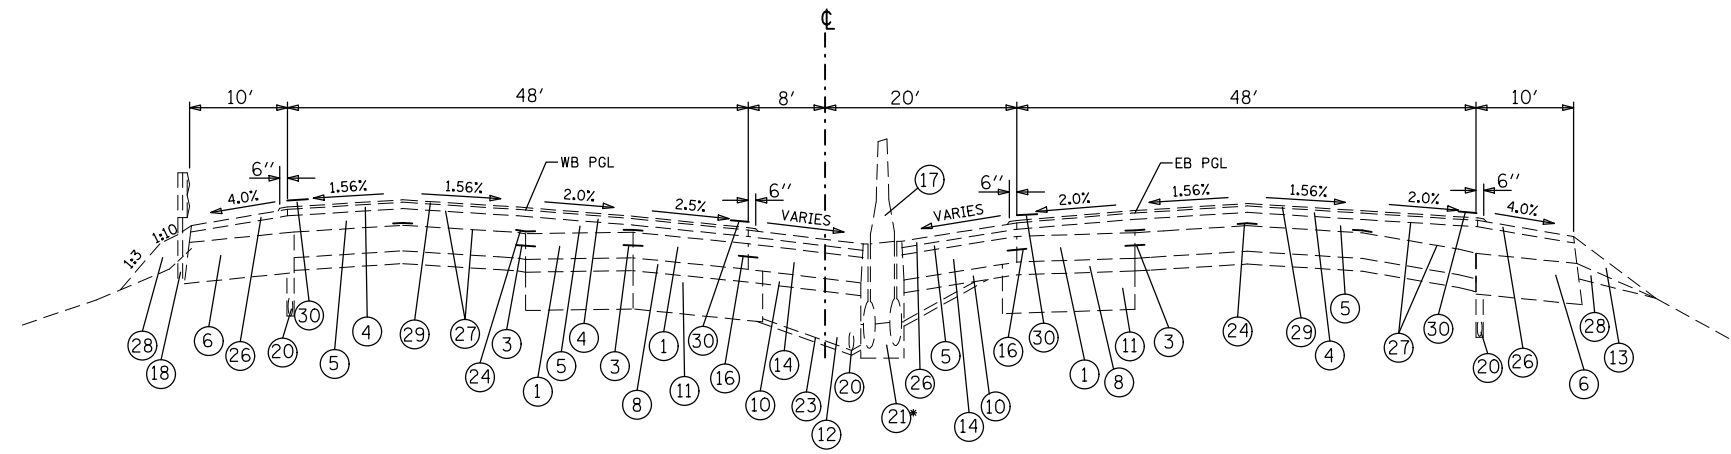 ℄
10' 48' 8' 20' 48' 10'
WB PGL EB PGL
6'' 6'' 6'' 6''
4.0% 1.56% 1.56% 2.0% 2.5% VARIES VARIES 2.0% 1.56% 1.56% 2.0% 4.0%
17
1:3 1:10
28 18 6 26 20 30 5 4 29 27 24 3 1 5 4 3 8 1 11 30 16 10 14 23 12 20 21* 26 5 14 10 16 30 1 8 11 3 24 29 4 5 27 30 20 26 6 28 13